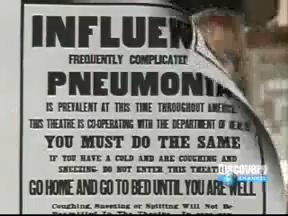 INFLUEN
FREQUENTLY COMPLICATED
PNEUMONIA
IS PREVALENT AT THIS TIME THROUGHOUT AMERICA
THIS THEATRE IS CO-OPERATING WITH THE DEPARTMENT OF HEALTH
YOU MUST DO THE SAME
IF YOU HAVE A COLD AND ARE COUGHING AND
SNEEZING DO NOT ENTER THIS THEATRE
GO HOME AND GO TO BED UNTIL YOU ARE WELL
Coughing, Sneezing or Spitting Will Not Be
Discovery
CHANNEL